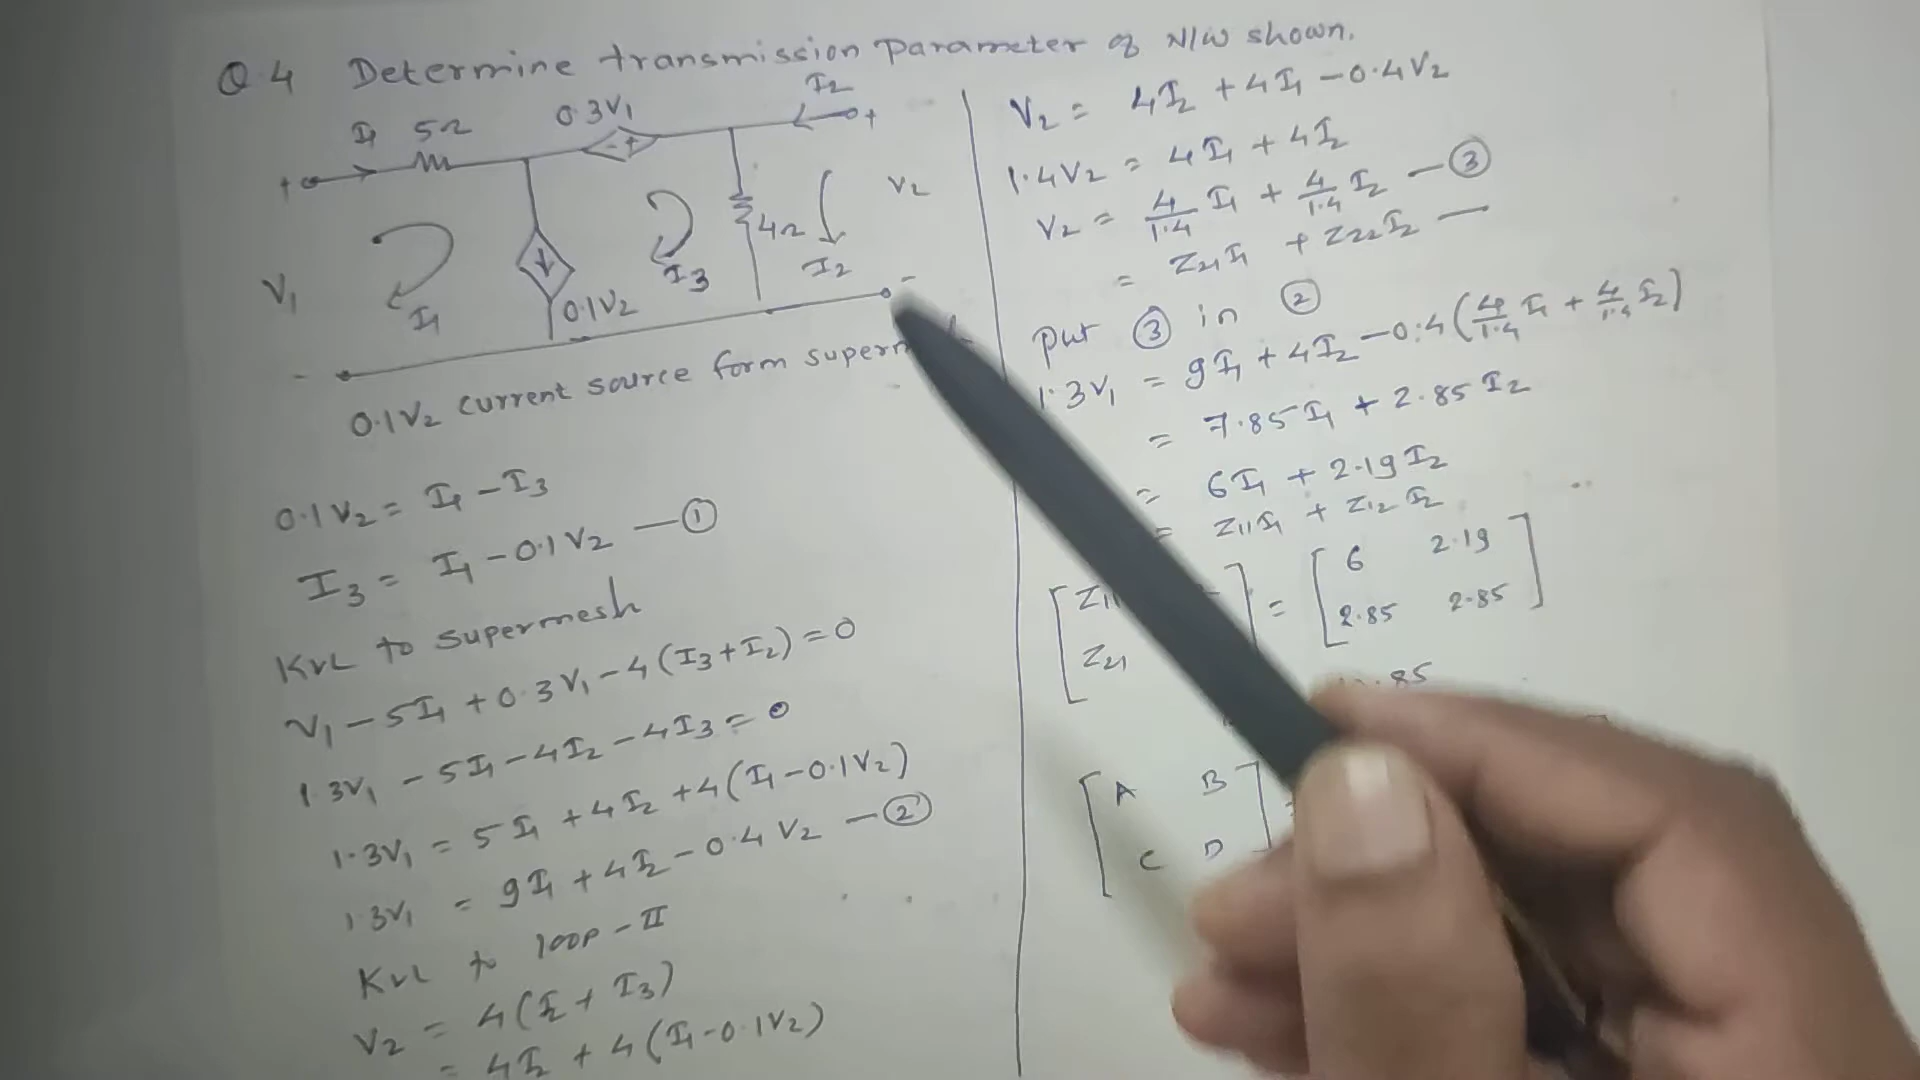 Q.4 Determine transmission parameter of N/W shown.
I1 5Ω 0.3V1 I2
+ - + +
V1 I1 0.1V2 I3 4Ω I2 V2
- -
0.1V2 current source form
0.1V2 = I1 - I3
I3 = I1 - 0.1V2 — ①
KVL to supermesh
V1 - 5I1 + 0.3V1 - 4(I3+I2) = 0
1.3V1 - 5I1 - 4I2 - 4I3 = 0
1.3V1 = 5I1 + 4I2 + 4(I1 - 0.1V2)
1.3V1 = 9I1 + 4I2 - 0.4V2 — ②
KVL to loop - II
V2 = 4(I2 + I3)
= 4I2 + 4(I1 - 0.1V2)
V2 = 4I2 + 4I1 - 0.4V2
1.4V2 = 4I1 + 4I2
V2 = 4/1.4 I1 + 4/1.4 I2 — ③
= Z21I1 + Z22I2 —
put ③ in ②
1.3V1 = 9I1 + 4I2 - 0.4(4/1.4 I1 + 4/1.4 I2)
= 7.85I1 + 2.85I2
= 6I1 + 2.19I2
= Z11I1 + Z12I2
[Z11 ] = [6 2.19
Z21 2.85 2.85]
.85
[A B
C D]